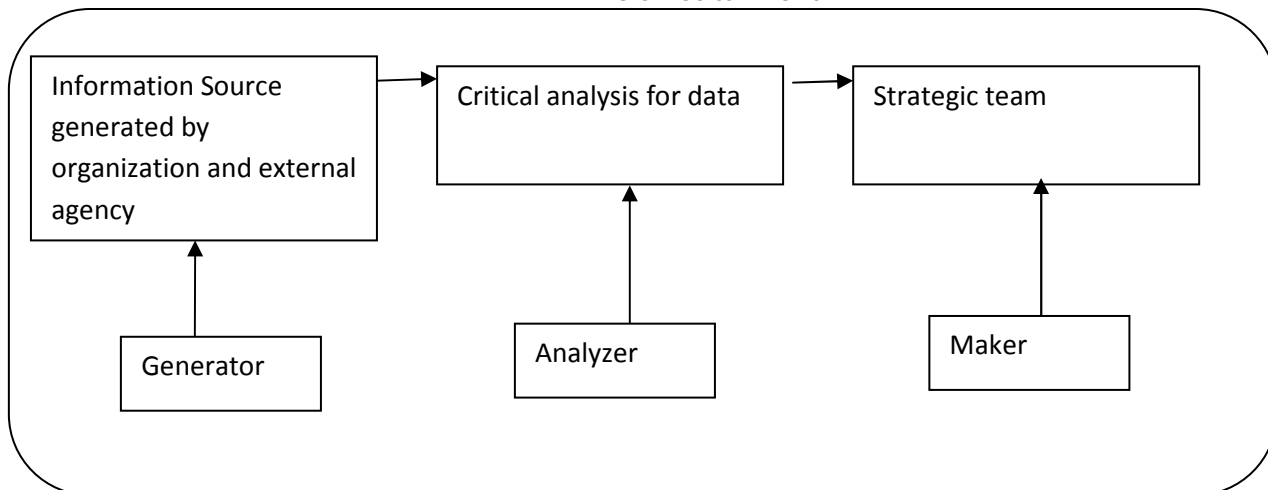 Information Source
generated by
organization and external
agency
Critical analysis for data
Strategic team
Generator
Analyzer
Maker